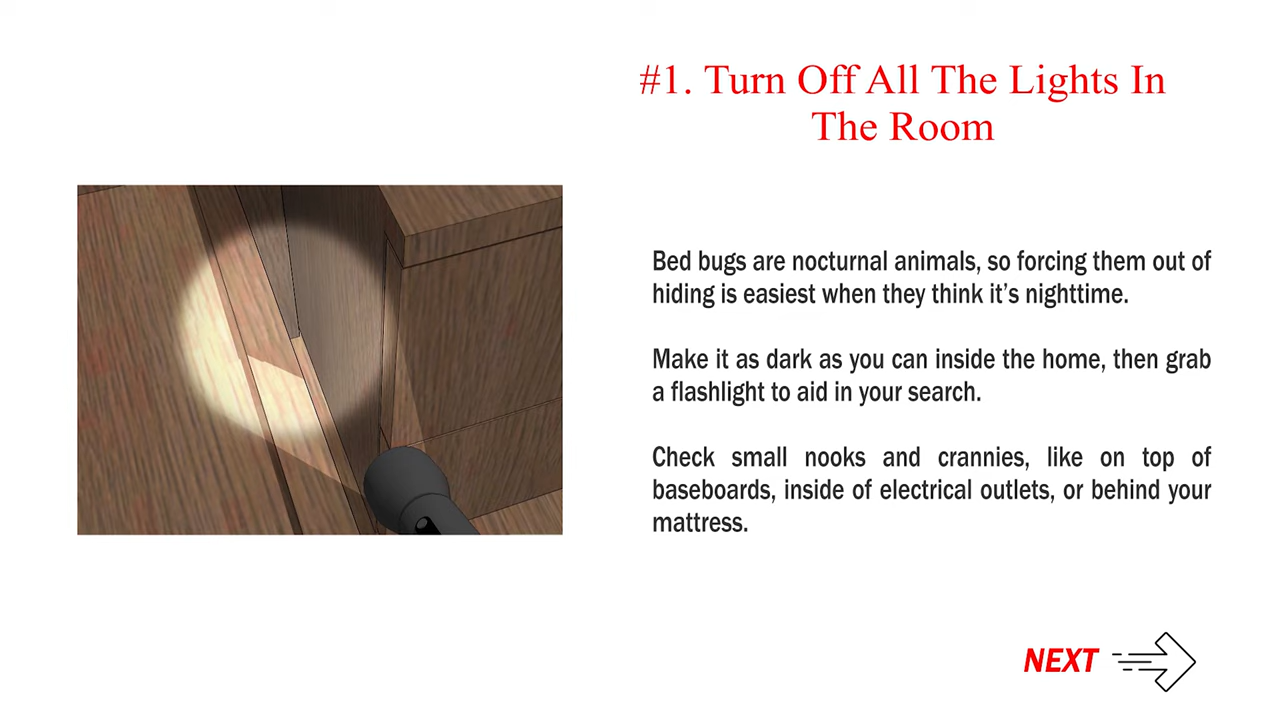 #1. Turn Off All The Lights In
The Room
Bed bugs are nocturnal animals, so forcing them out of
hiding is easiest when they think it’s nighttime.
Make it as dark as you can inside the home, then grab
a flashlight to aid in your search.
Check small nooks and crannies, like on top of
baseboards, inside of electrical outlets, or behind your
mattress.
NEXT